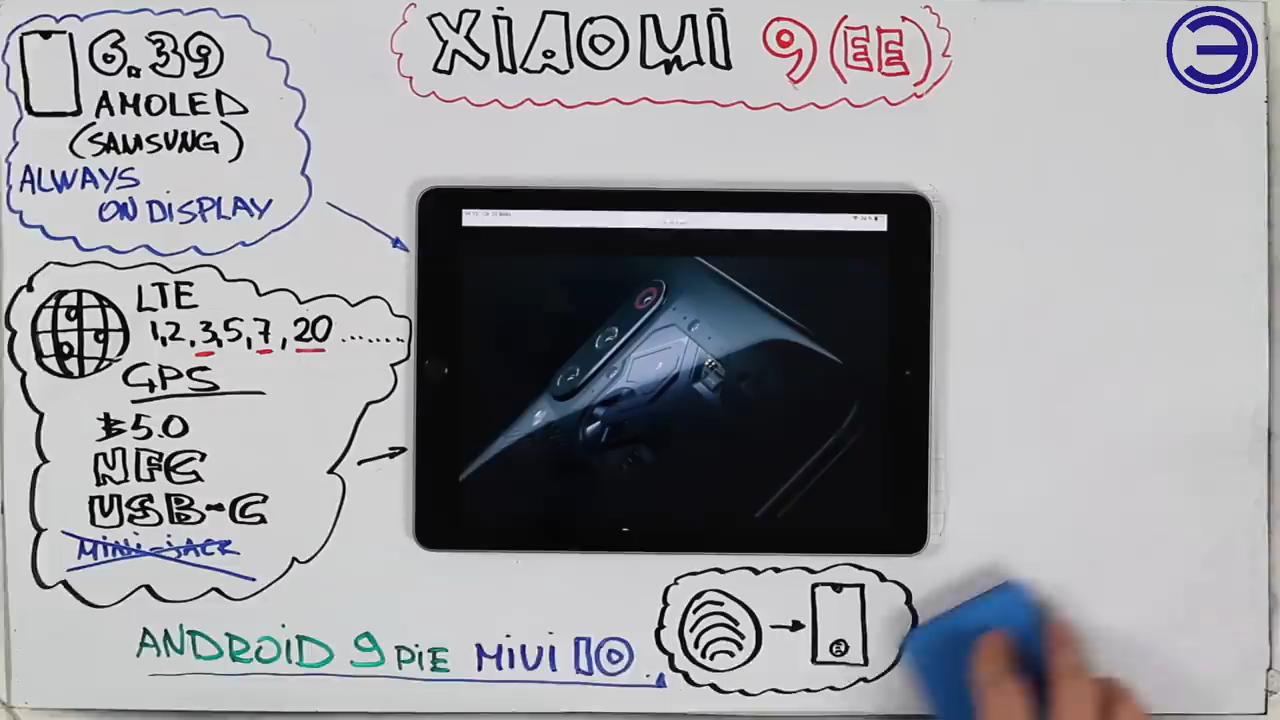 XiAOMi 9 (EE)
Э
6.39
AMOLED
(SAMSUNG)
ALWAYS
ON DISPLAY
LTE
1,2,3,5,7,20........
GPS
5.0
NFC
USB-C
MiNi-jACK
ANDROiD 9 PiE MiUi 10